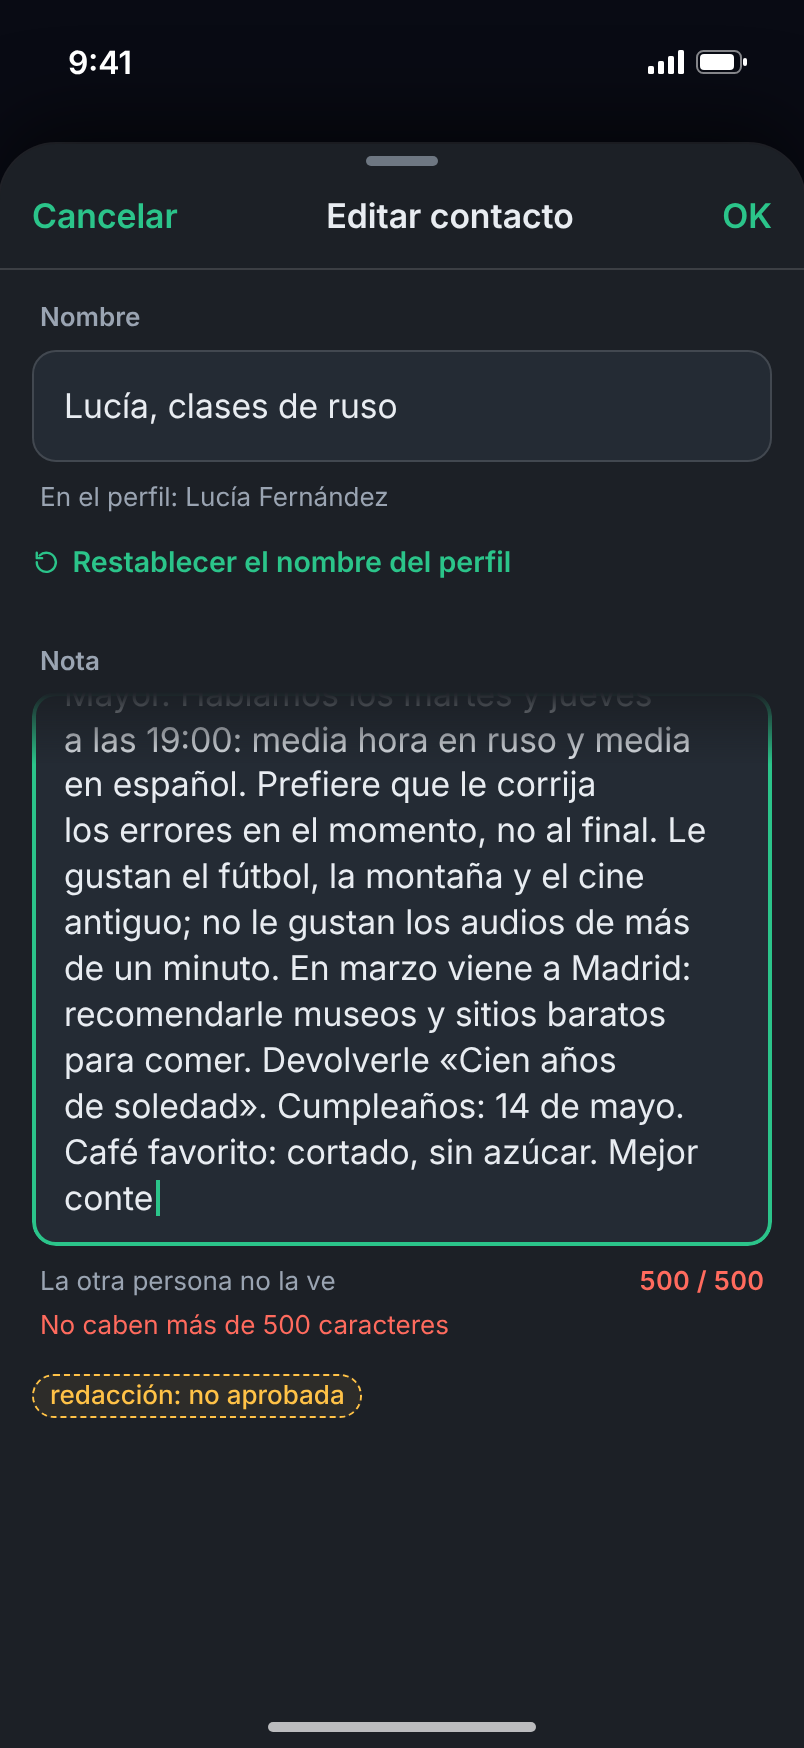 9:41
Cancelar
Editar contacto
OK
Nombre
Lucía, clases de ruso
En el perfil: Lucía Fernández
Restablecer el nombre del perfil
Nota
Mayor. Hablamos los martes y jueves
a las 19:00: media hora en ruso y media
en español. Prefiere que le corrija
los errores en el momento, no al final. Le
gustan el fútbol, la montaña y el cine
antiguo; no le gustan los audios de más
de un minuto. En marzo viene a Madrid:
recomendarle museos y sitios baratos
para comer. Devolverle «Cien años
de soledad». Cumpleaños: 14 de mayo.
Café favorito: cortado, sin azúcar. Mejor
conte
La otra persona no la ve
500 / 500
No caben más de 500 caracteres
redacción: no aprobada